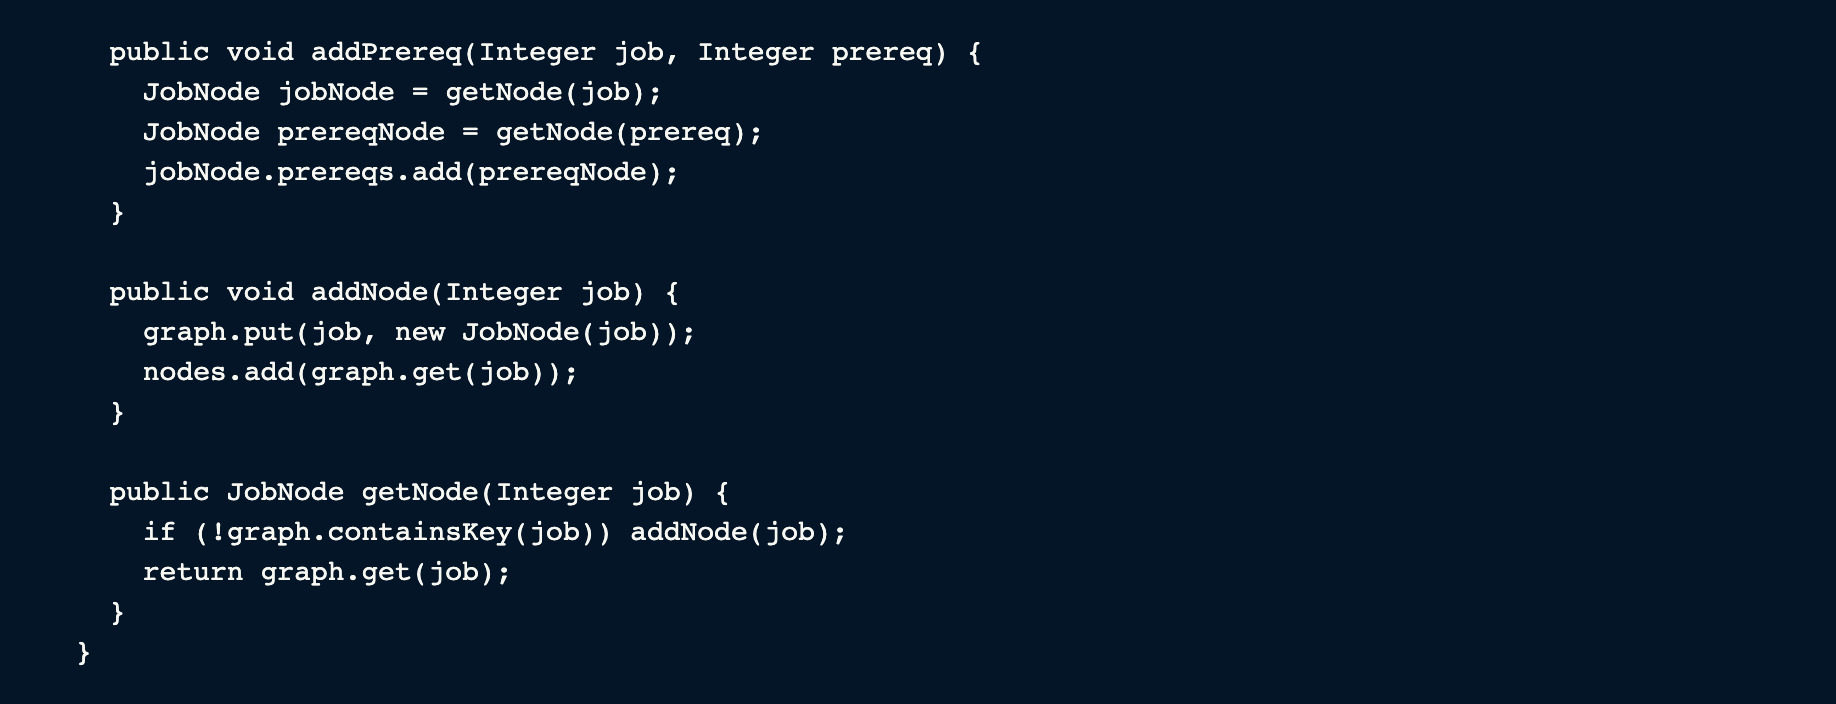 public void addPrereq(Integer job, Integer prereq) {
JobNode jobNode = getNode(job);
JobNode prereqNode = getNode(prereq);
jobNode.prereqs.add(prereqNode);
}
public void addNode(Integer job) {
graph.put(job, new JobNode(job));
nodes.add(graph.get(job));
}
public JobNode getNode(Integer job) {
if (!graph.containsKey(job)) addNode(job);
return graph.get(job);
}
}